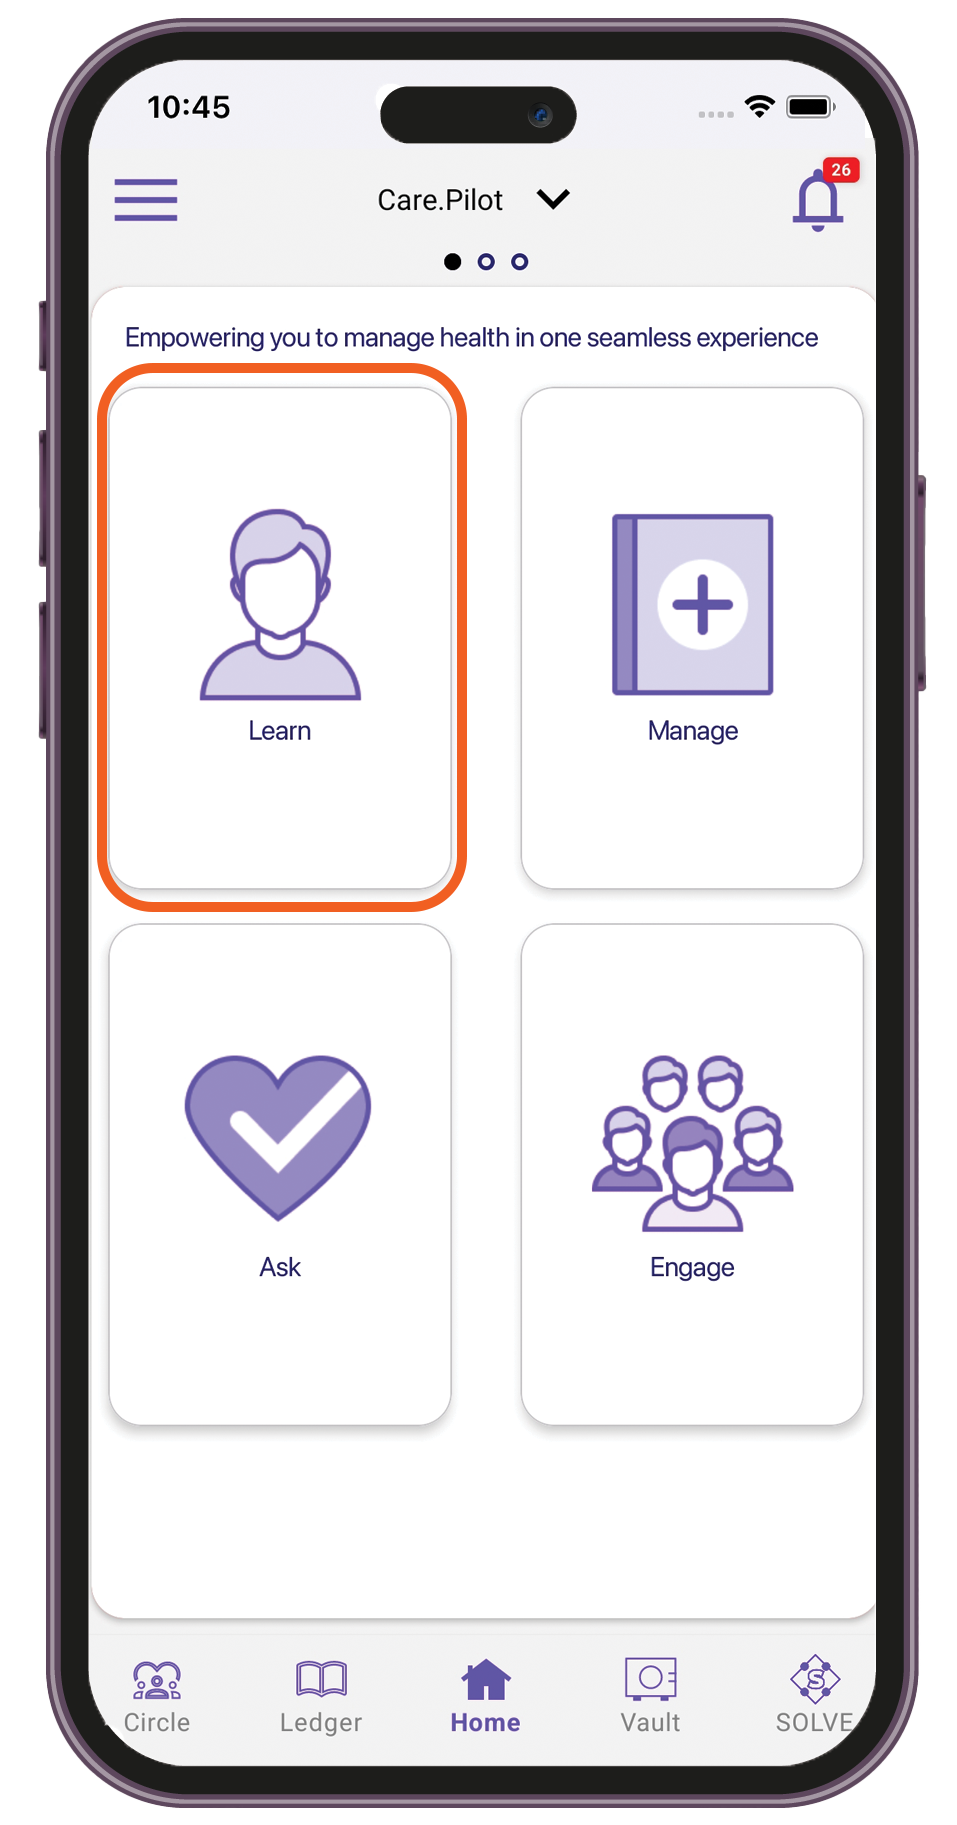 10:45
26
Care.Pilot
Empowering you to manage health in one seamless experience
Learn
Manage
Ask
Engage
S
Circle
Ledger
Home
Vault
SOLVE